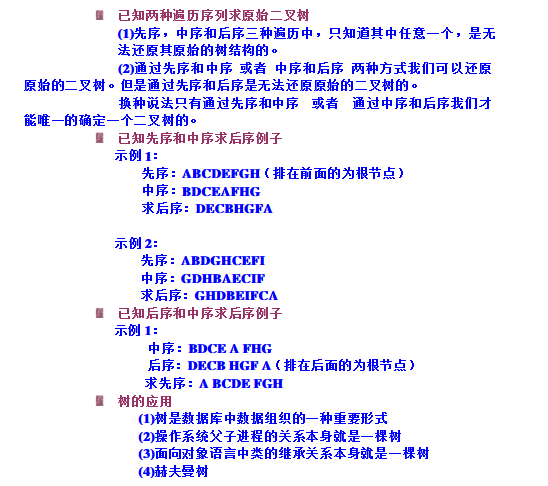 已知两种遍历序列求原始二叉树
(1)先序，中序和后序三种遍历中，只知道其中任意一个，是无
法还原其原始的树结构的。
(2)通过先序和中序 或者 中序和后序 两种方式我们可以还原
原始的二叉树。但是通过先序和后序是无法还原原始的二叉树的。
换种说法只有通过先序和中序 或者 通过中序和后序我们才
能唯一的确定一个二叉树的。
已知先序和中序求后序例子
示例 1：
先序：ABCDEFGH（排在前面的为根节点）
中序：BDCEAFHG
求后序：DECBHGFA
示例 2：
先序：ABDGHCEFI
中序：GDHBAECIF
求后序：GHDBEIFCA
已知后序和中序求后序例子
示例 1：
中序：BDCE A FHG
后序：DECB HGF A（排在后面的为根节点）
求先序：A BCDE FGH
树的应用
(1)树是数据库中数据组织的一种重要形式
(2)操作系统父子进程的关系本身就是一棵树
(3)面向对象语言中类的继承关系本身就是一棵树
(4)赫夫曼树